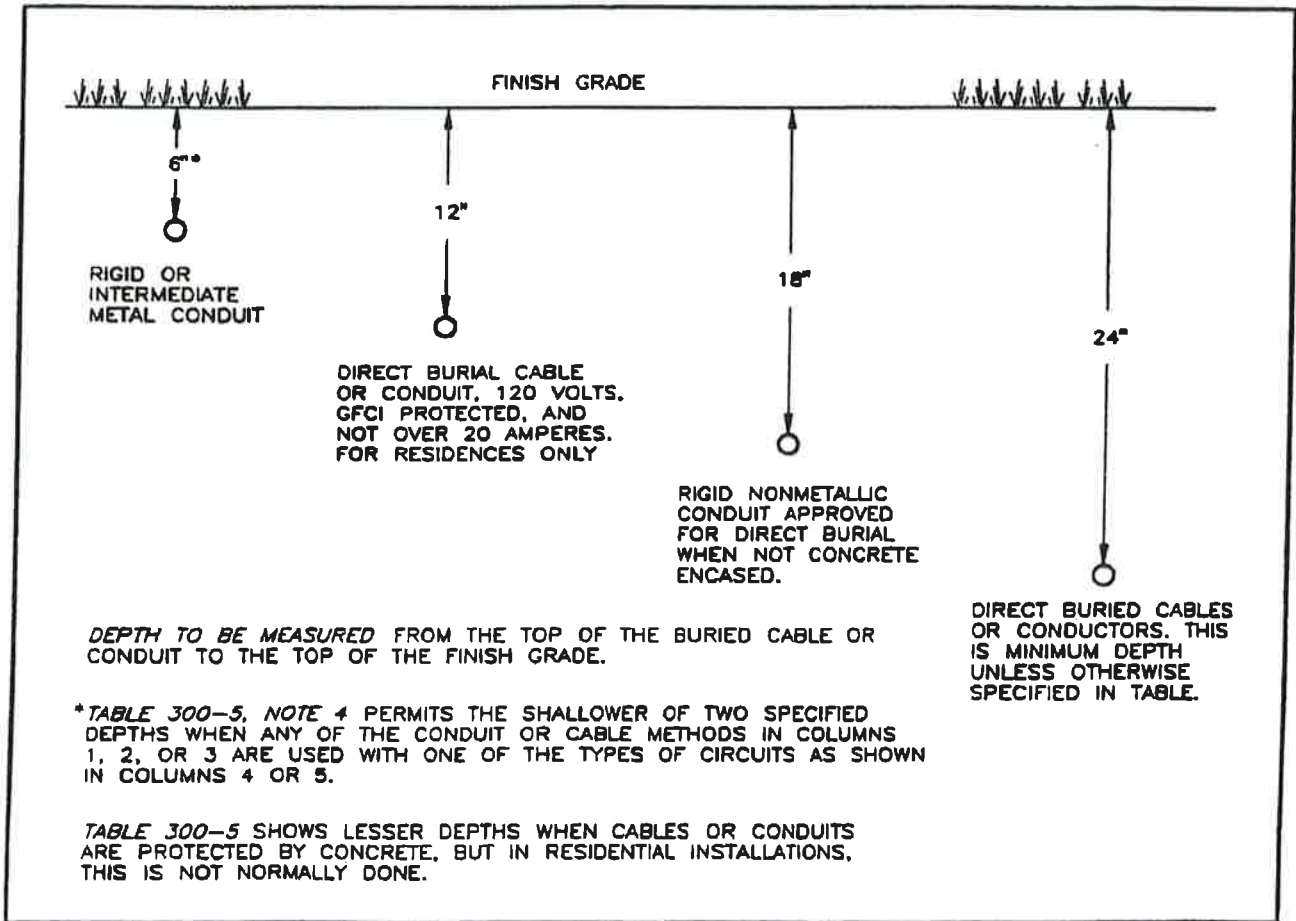 FINISH GRADE
6"*
12"
18"
24"
RIGID OR
INTERMEDIATE
METAL CONDUIT
DIRECT BURIAL CABLE
OR CONDUIT, 120 VOLTS,
GFCI PROTECTED, AND
NOT OVER 20 AMPERES.
FOR RESIDENCES ONLY
RIGID NONMETALLIC
CONDUIT APPROVED
FOR DIRECT BURIAL
WHEN NOT CONCRETE
ENCASED.
DIRECT BURIED CABLES
OR CONDUCTORS. THIS
IS MINIMUM DEPTH
UNLESS OTHERWISE
SPECIFIED IN TABLE.
DEPTH TO BE MEASURED FROM THE TOP OF THE BURIED CABLE OR
CONDUIT TO THE TOP OF THE FINISH GRADE.
*TABLE 300-5, NOTE 4 PERMITS THE SHALLOWER OF TWO SPECIFIED
DEPTHS WHEN ANY OF THE CONDUIT OR CABLE METHODS IN COLUMNS
1, 2, OR 3 ARE USED WITH ONE OF THE TYPES OF CIRCUITS AS SHOWN
IN COLUMNS 4 OR 5.
TABLE 300-5 SHOWS LESSER DEPTHS WHEN CABLES OR CONDUITS
ARE PROTECTED BY CONCRETE, BUT IN RESIDENTIAL INSTALLATIONS,
THIS IS NOT NORMALLY DONE.